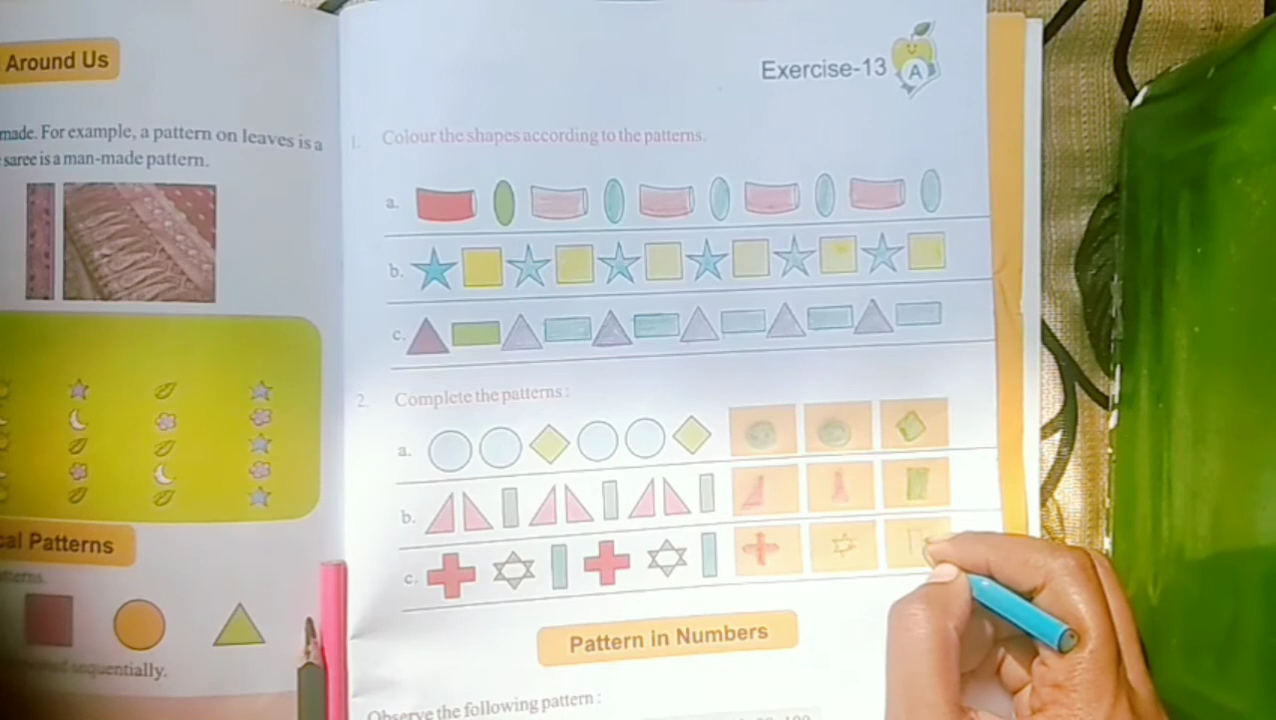 Around Us
made. For example, a pattern on leaves is a
saree is a man-made pattern.
cal Patterns
sequentially.
Exercise-13 A
1. Colour the shapes according to the patterns.
a.
b.
c.
2. Complete the patterns :
a.
b.
c.
Pattern in Numbers
Observe the following pattern :